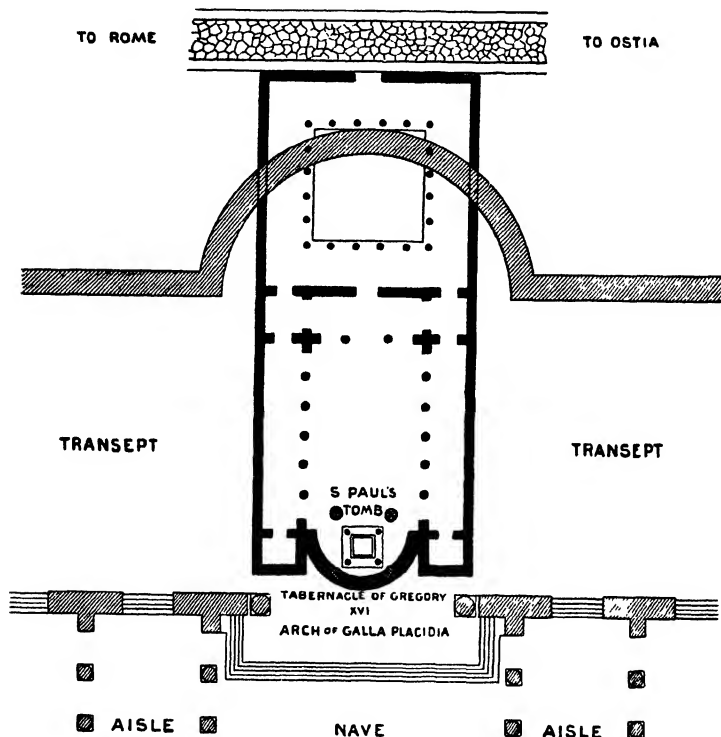 TO ROME
TO OSTIA
TRANSEPT
TRANSEPT
S PAUL'S
TOMB
TABERNACLE OF GREGORY
XVI
ARCH OF GALLA PLACIDIA
AISLE
NAVE
AISLE